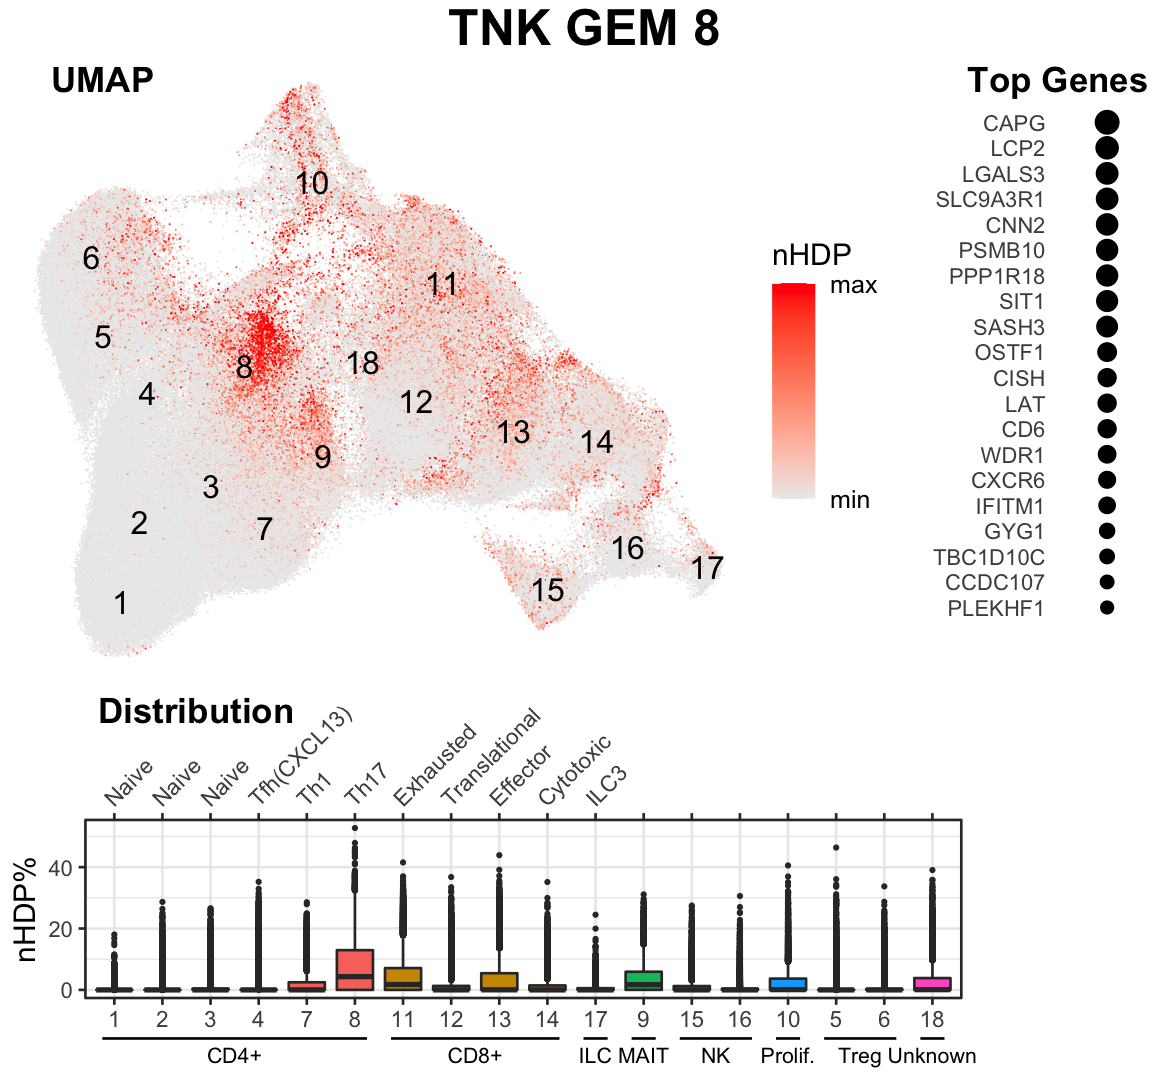 TNK GEM 8
UMAP
10
6
11
5
8
18
4
12
13
14
9
3
2
7
16
17
15
1
nHDP
max
min
Top Genes
CAPG
LCP2
LGALS3
SLC9A3R1
CNN2
PSMB10
PPP1R18
SIT1
SASH3
OSTF1
CISH
LAT
CD6
WDR1
CXCR6
IFITM1
GYG1
TBC1D10C
CCDC107
PLEKHF1
Distribution
Naive
Naive
Naive
Tfh(CXCL13)
Th1
Th17
Exhausted
Translational
Effector
Cytotoxic
ILC3
nHDP%
40
20
0
1 2 3 4 7 8 11 12 13 14 17 9 15 16 10 5 6 18
CD4+ CD8+ ILC MAIT NK Prolif. Treg Unknown